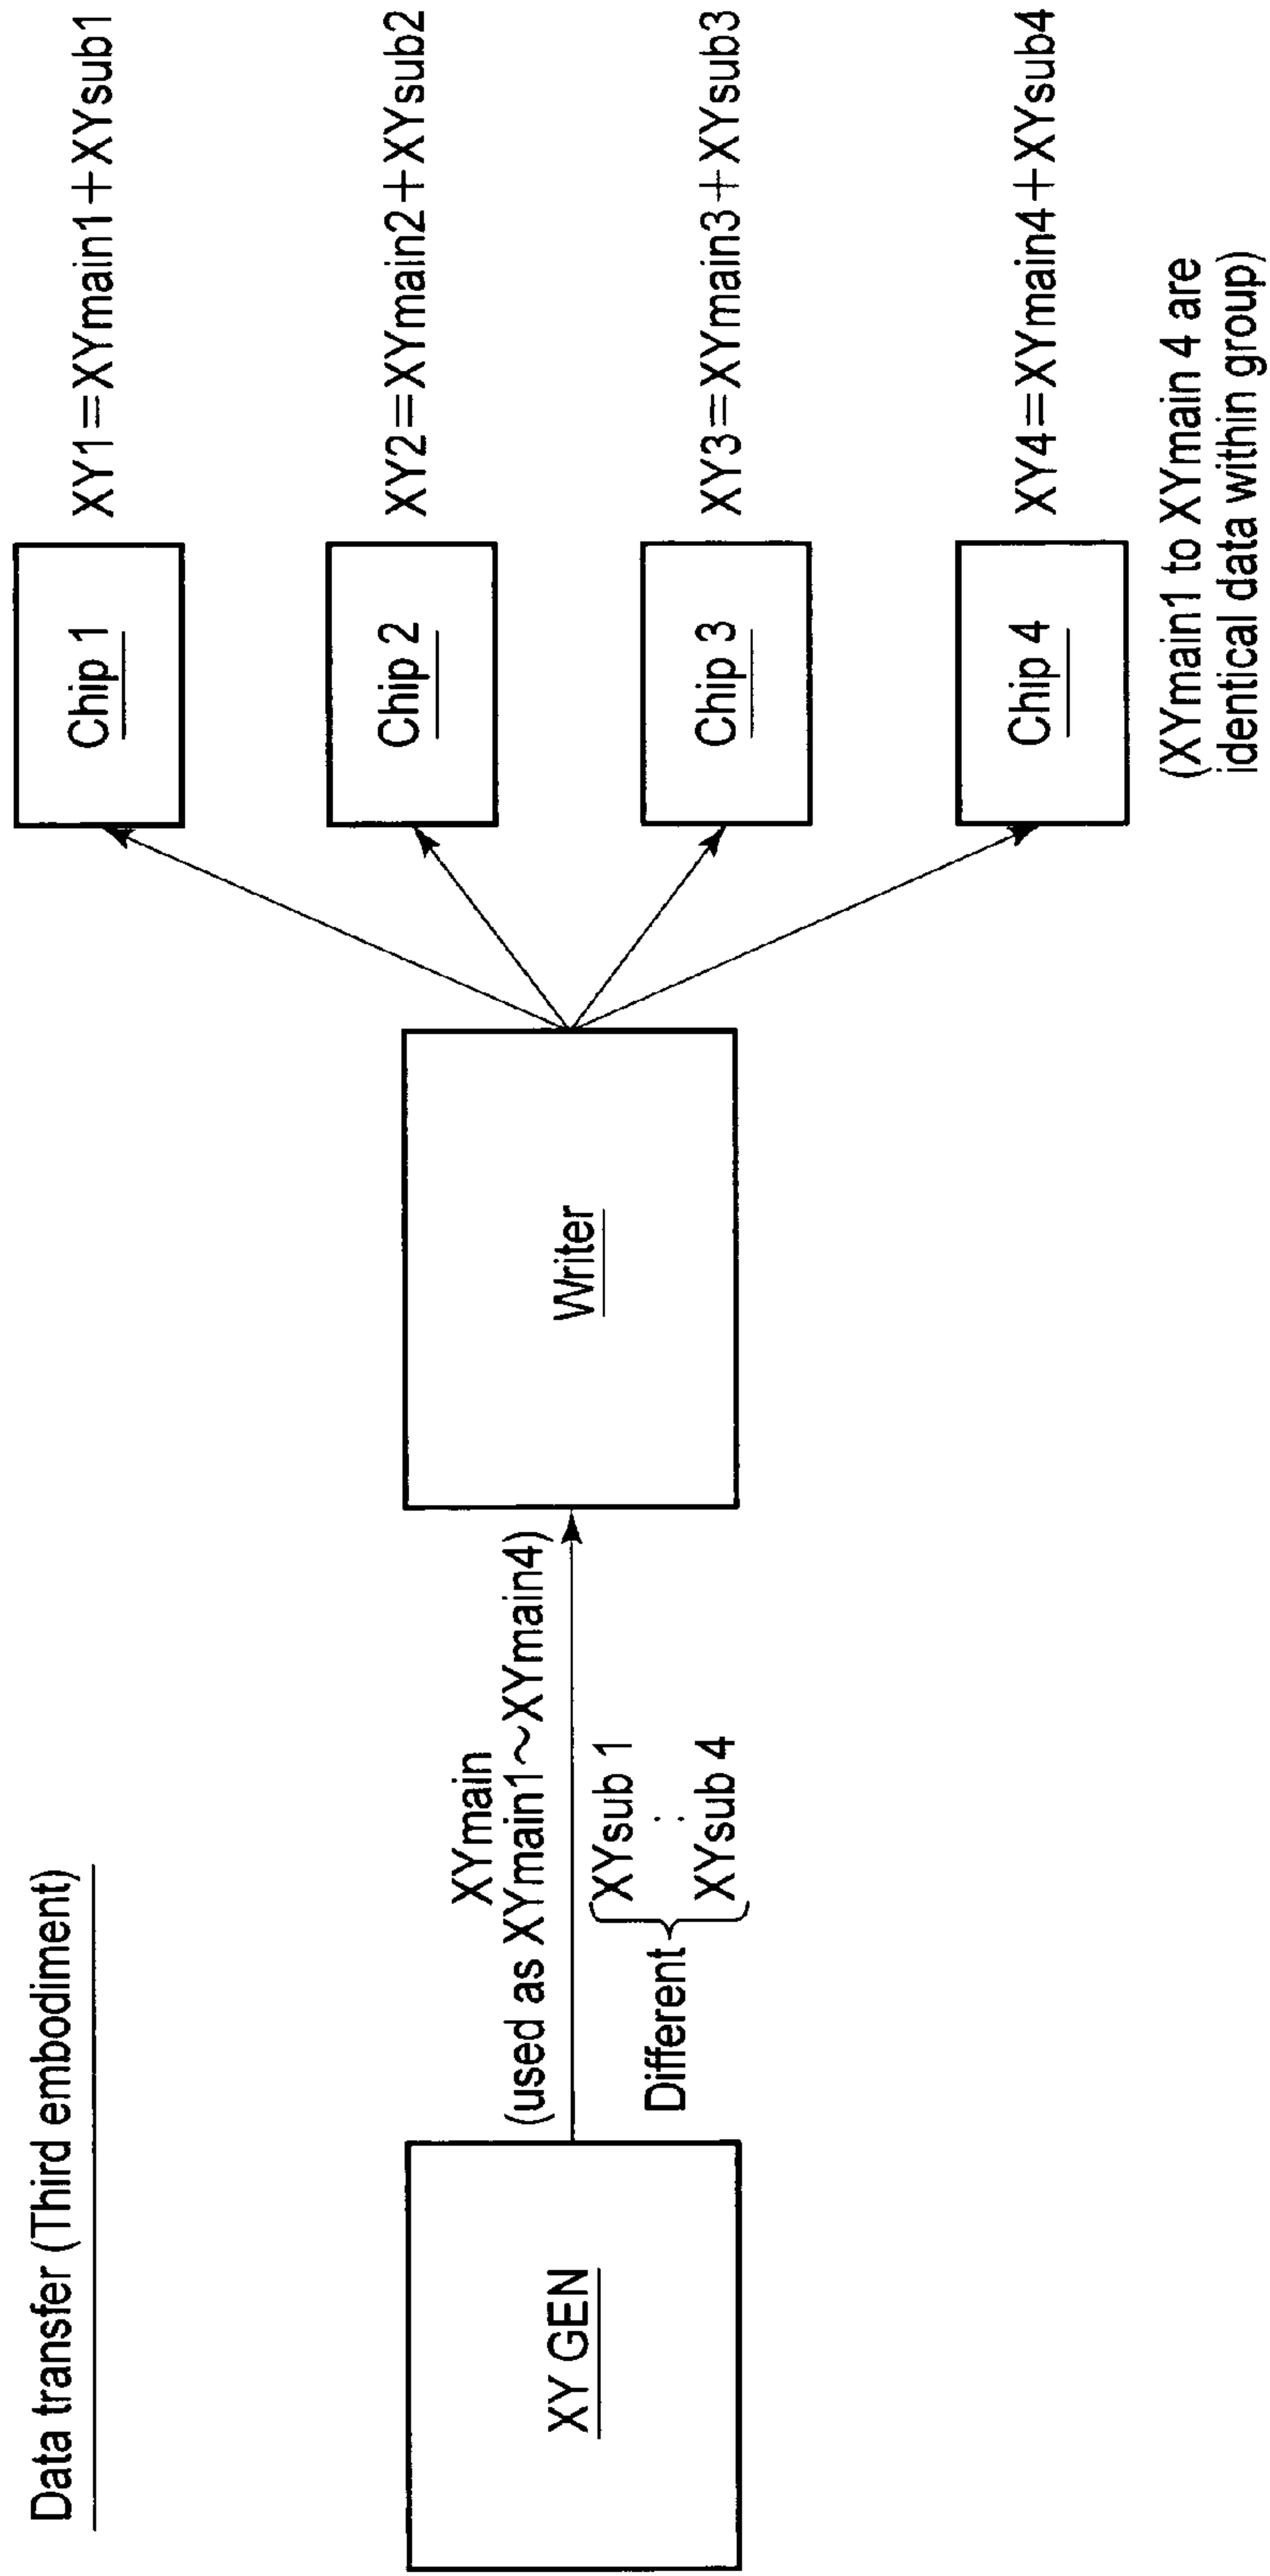 Data transfer (Third embodiment)
XY GEN
XYmain
(used as XYmain1～XYmain4)
Different
XYsub 1
:
XYsub 4
Writer
Chip 1
XY1=XYmain1+XYsub1
Chip 2
XY2=XYmain2+XYsub2
Chip 3
XY3=XYmain3+XYsub3
Chip 4
XY4=XYmain4+XYsub4
(XYmain1 to XYmain 4 are
identical data within group)